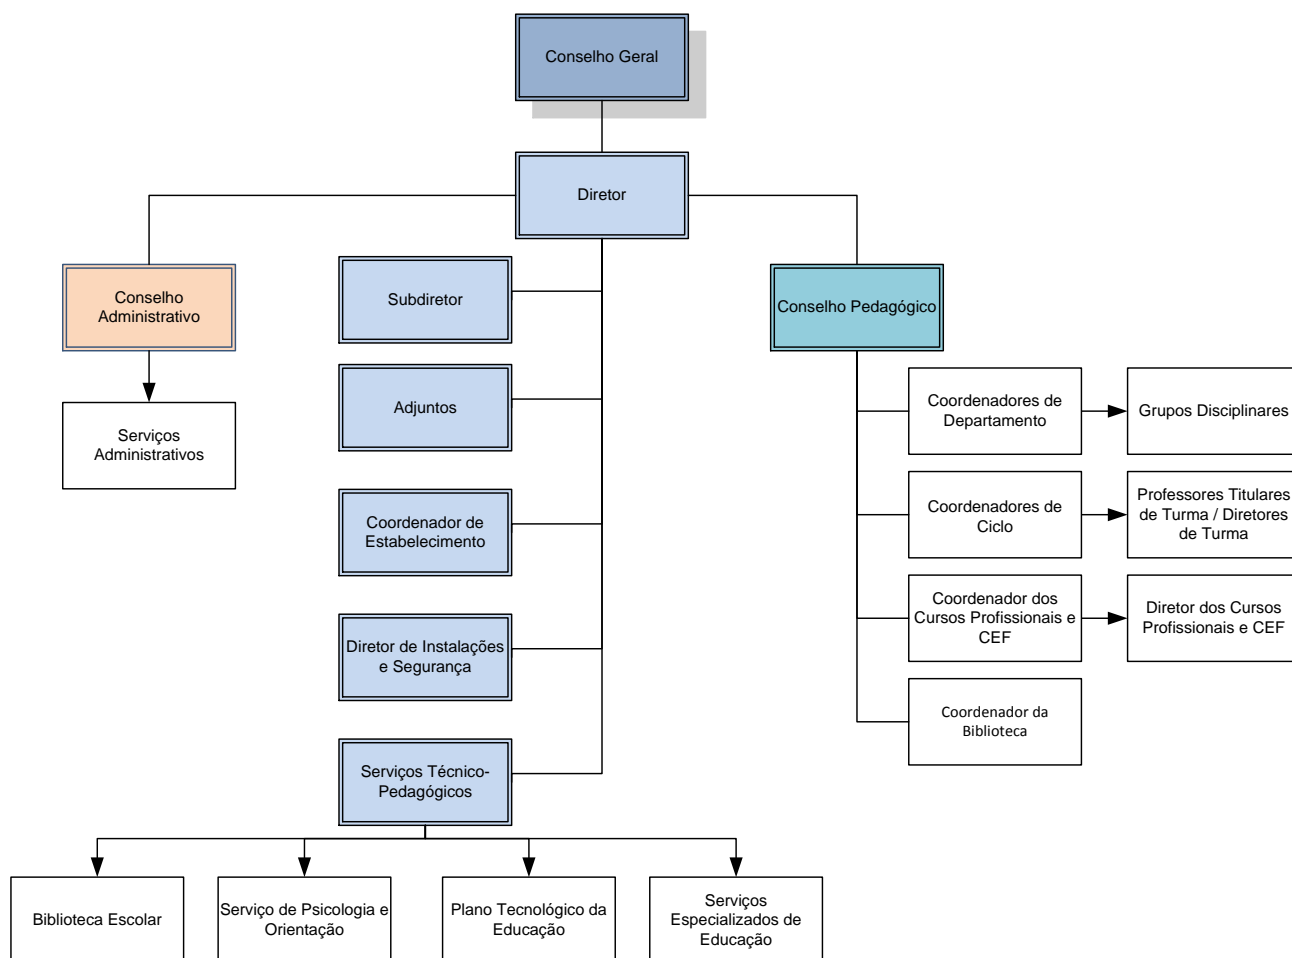 Conselho Geral
Diretor
Conselho
Administrativo
Subdiretor
Conselho Pedagógico
Coordenadores de
Departamento
Grupos Disciplinares
Adjuntos
Serviços
Administrativos
Coordenadores de
Ciclo
Professores Titulares
de Turma / Diretores
de Turma
Coordenador de
Estabelecimento
Coordenador dos
Cursos Profissionais e
CEF
Diretor dos Cursos
Profissionais e CEF
Diretor de Instalações
e Segurança
Coordenador da
Biblioteca
Serviços Técnico-
Pedagógicos
Biblioteca Escolar
Serviço de Psicologia e
Orientação
Plano Tecnológico da
Educação
Serviços
Especializados de
Educação